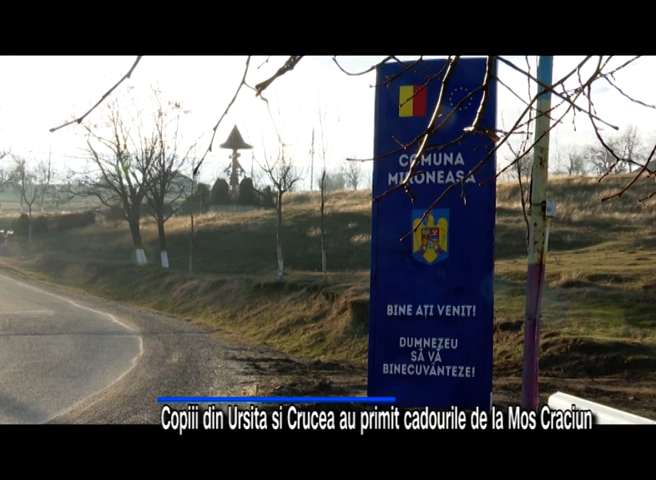 COMUNA
MIRONEASA
BINE AȚI VENIT!
DUMNEZEU
SĂ VĂ
BINECUVÂNTEZE!
Copiii din Ursita si Crucea au primit cadourile de la Mos Craciun